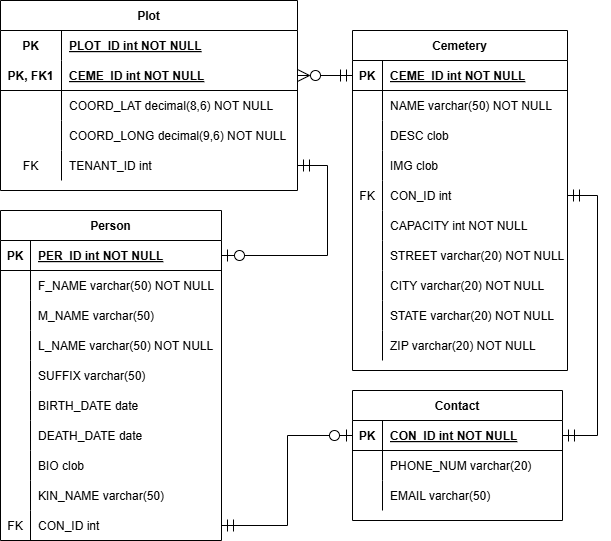 Plot
PK PLOT_ID int NOT NULL
PK, FK1 CEME_ID int NOT NULL
COORD_LAT decimal(8,6) NOT NULL
COORD_LONG decimal(9,6) NOT NULL
FK TENANT_ID int
Cemetery
PK CEME_ID int NOT NULL
NAME varchar(50) NOT NULL
DESC clob
IMG clob
FK CON_ID int
CAPACITY int NOT NULL
STREET varchar(20) NOT NULL
CITY varchar(20) NOT NULL
STATE varchar(20) NOT NULL
ZIP varchar(20) NOT NULL
Person
PK PER_ID int NOT NULL
F_NAME varchar(50) NOT NULL
M_NAME varchar(50)
L_NAME varchar(50) NOT NULL
SUFFIX varchar(50)
BIRTH_DATE date
DEATH_DATE date
BIO clob
KIN_NAME varchar(50)
FK CON_ID int
Contact
PK CON_ID int NOT NULL
PHONE_NUM varchar(20)
EMAIL varchar(50)